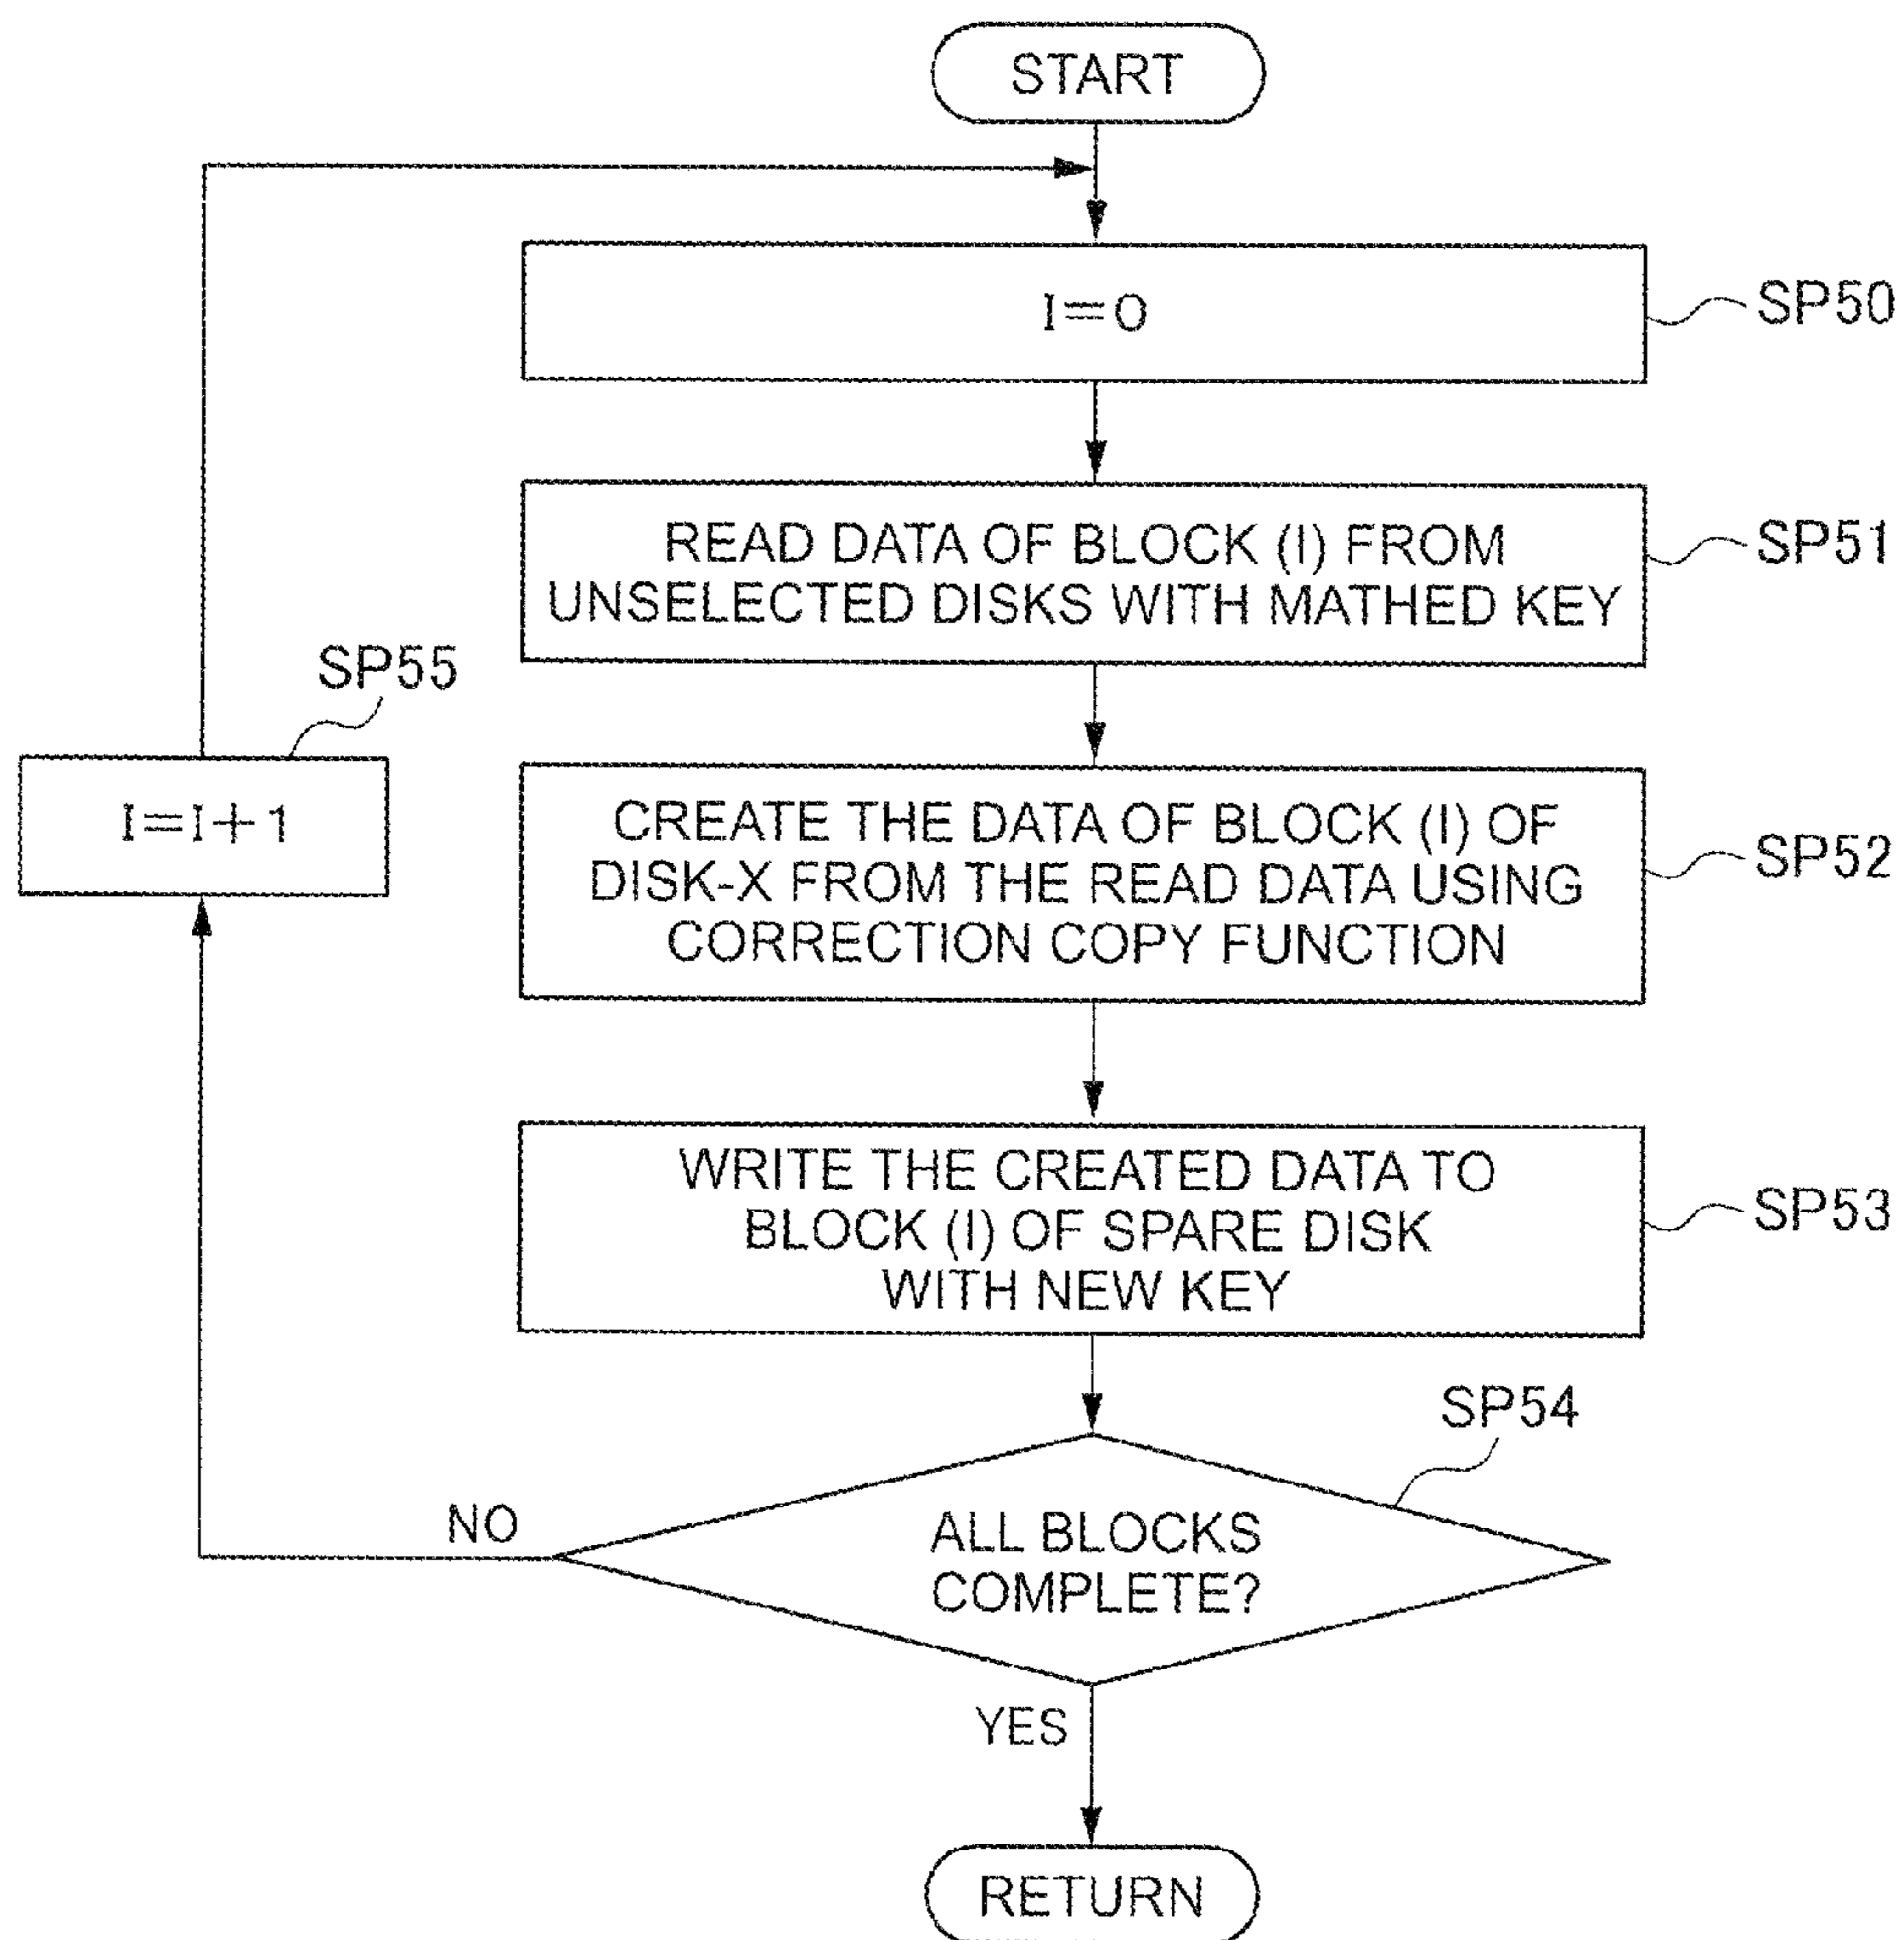 START
I=0
SP50
READ DATA OF BLOCK (I) FROM
UNSELECTED DISKS WITH MATHED KEY
SP51
SP55
I=I+1
CREATE THE DATA OF BLOCK (I) OF
DISK-X FROM THE READ DATA USING
CORRECTION COPY FUNCTION
SP52
WRITE THE CREATED DATA TO
BLOCK (I) OF SPARE DISK
WITH NEW KEY
SP53
SP54
NO
ALL BLOCKS
COMPLETE?
YES
RETURN